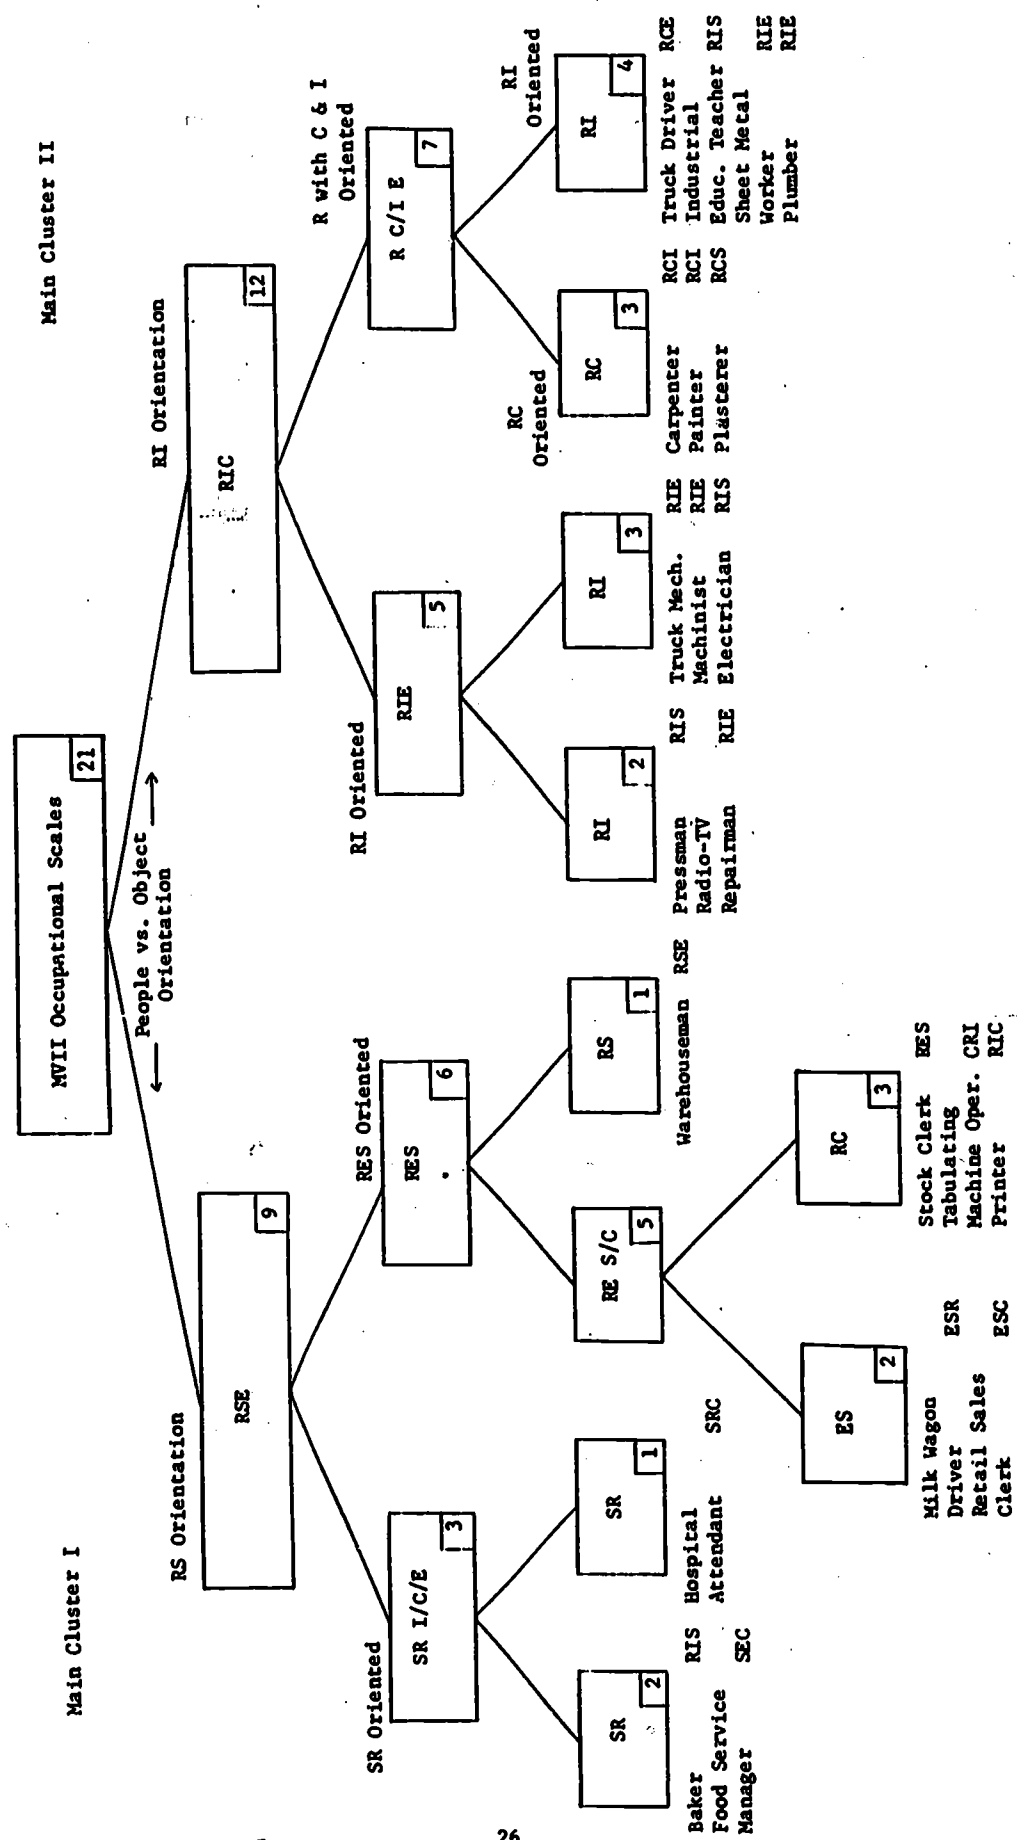 Main Cluster I
Main Cluster II
MVII Occupational Scales
21
← People vs. Object →
Orientation
RS Orientation
RSE
9
RI Orientation
RIC
12
SR Oriented
SR I/C/E
3
RES Oriented
RES
6
RI Oriented
RIE
5
R with C & I
Oriented
R C/I E
7
SR
2
Baker RIS
Food Service
Manager SEC
SR
1
Hospital
Attendant SRC
RE S/C
5
RS
1
Warehouseman RSE
RI
2
Pressman RIS
Radio-TV
Repairman RIE
RI
3
Truck Mech. RIE
Machinist RIE
Electrician RIS
RC
Oriented
RC
3
Carpenter RCI
Painter RCI
Plasterer RCS
RI
Oriented
RI
4
Truck Driver RCE
Industrial
Educ. Teacher RIS
Sheet Metal
Worker RIE
Plumber RIE
ES
2
Milk Wagon
Driver ESR
Retail Sales
Clerk ESC
RC
3
Stock Clerk RES
Tabulating
Machine Oper. CRI
Printer RIC
26